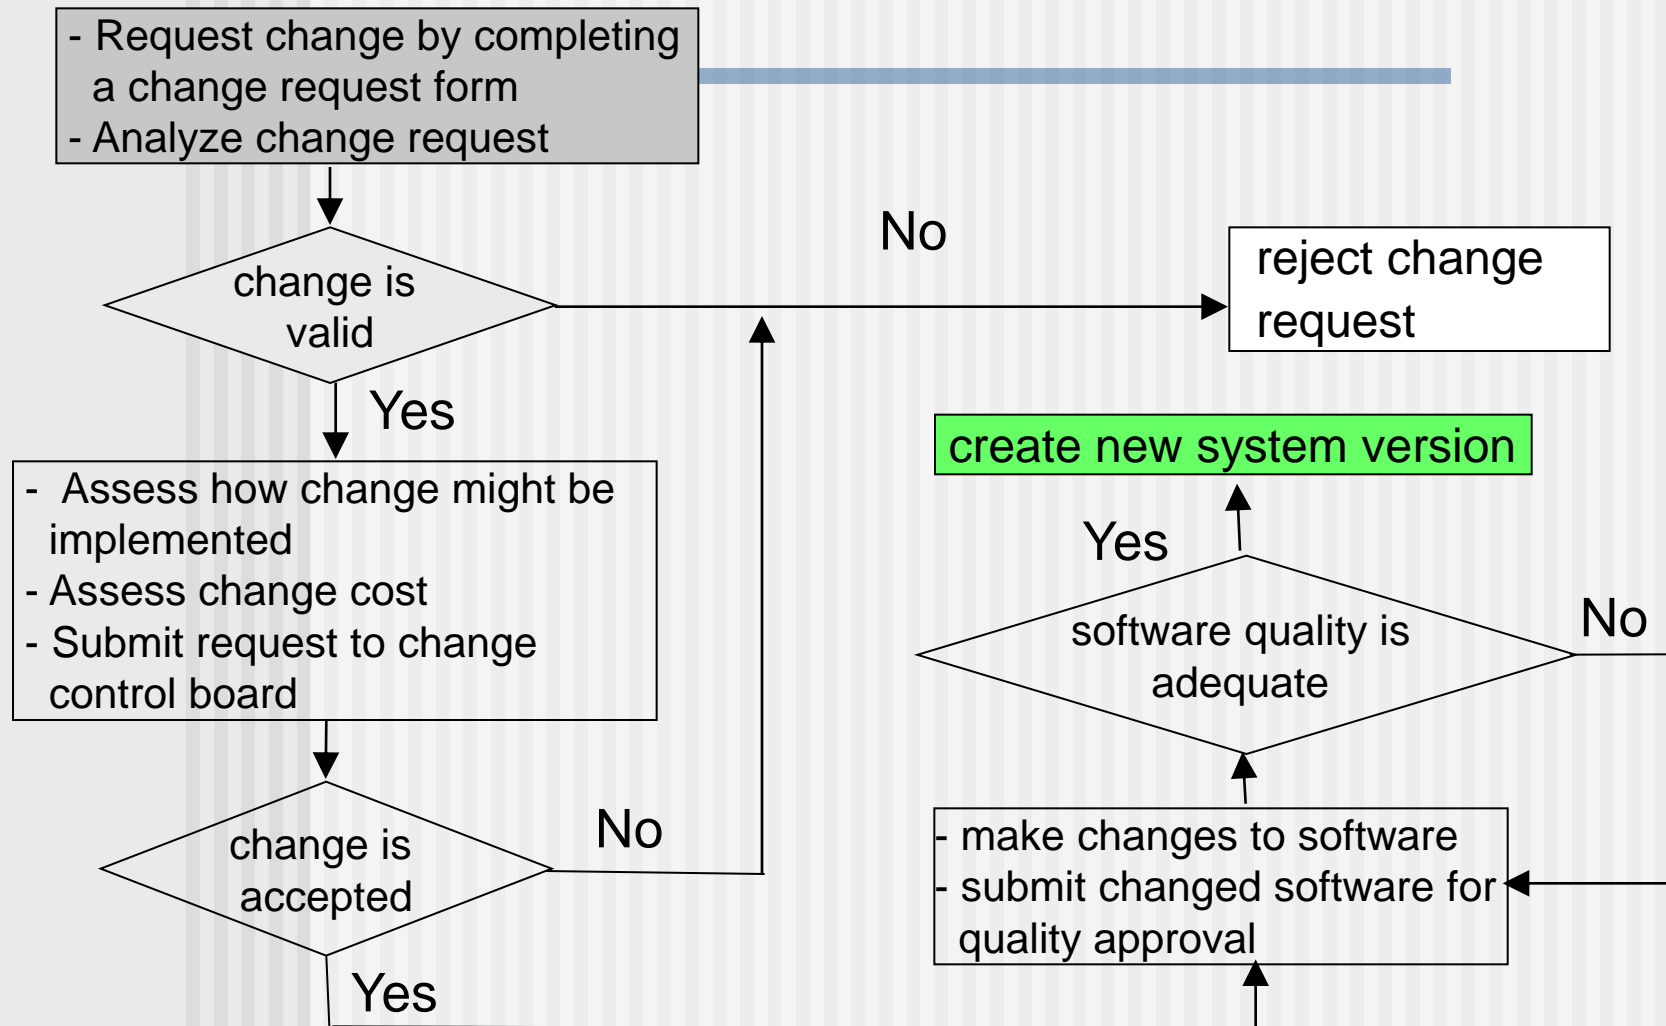 - Request change by completing
a change request form
- Analyze change request
No
change is
valid
reject change
request
Yes
- Assess how change might be
implemented
- Assess change cost
- Submit request to change
control board
change is
accepted
No
Yes
create new system version
Yes
software quality is
adequate
No
- make changes to software
- submit changed software for
quality approval